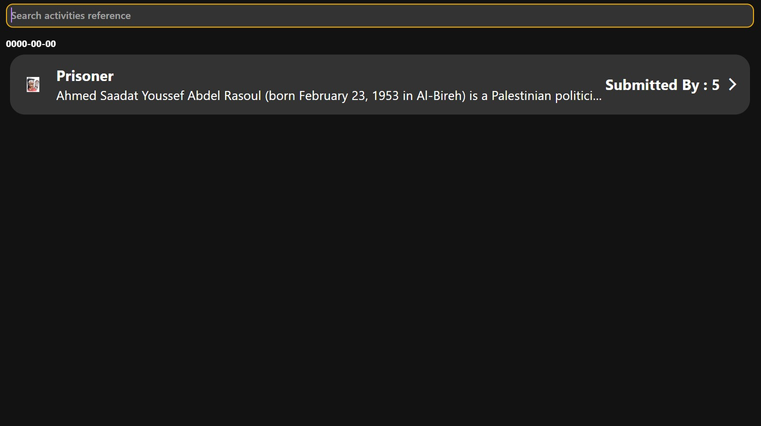 Search activities reference
0000-00-00
Prisoner
Ahmed Saadat Youssef Abdel Rasoul (born February 23, 1953 in Al-Bireh) is a Palestinian politici...
Submitted By : 5